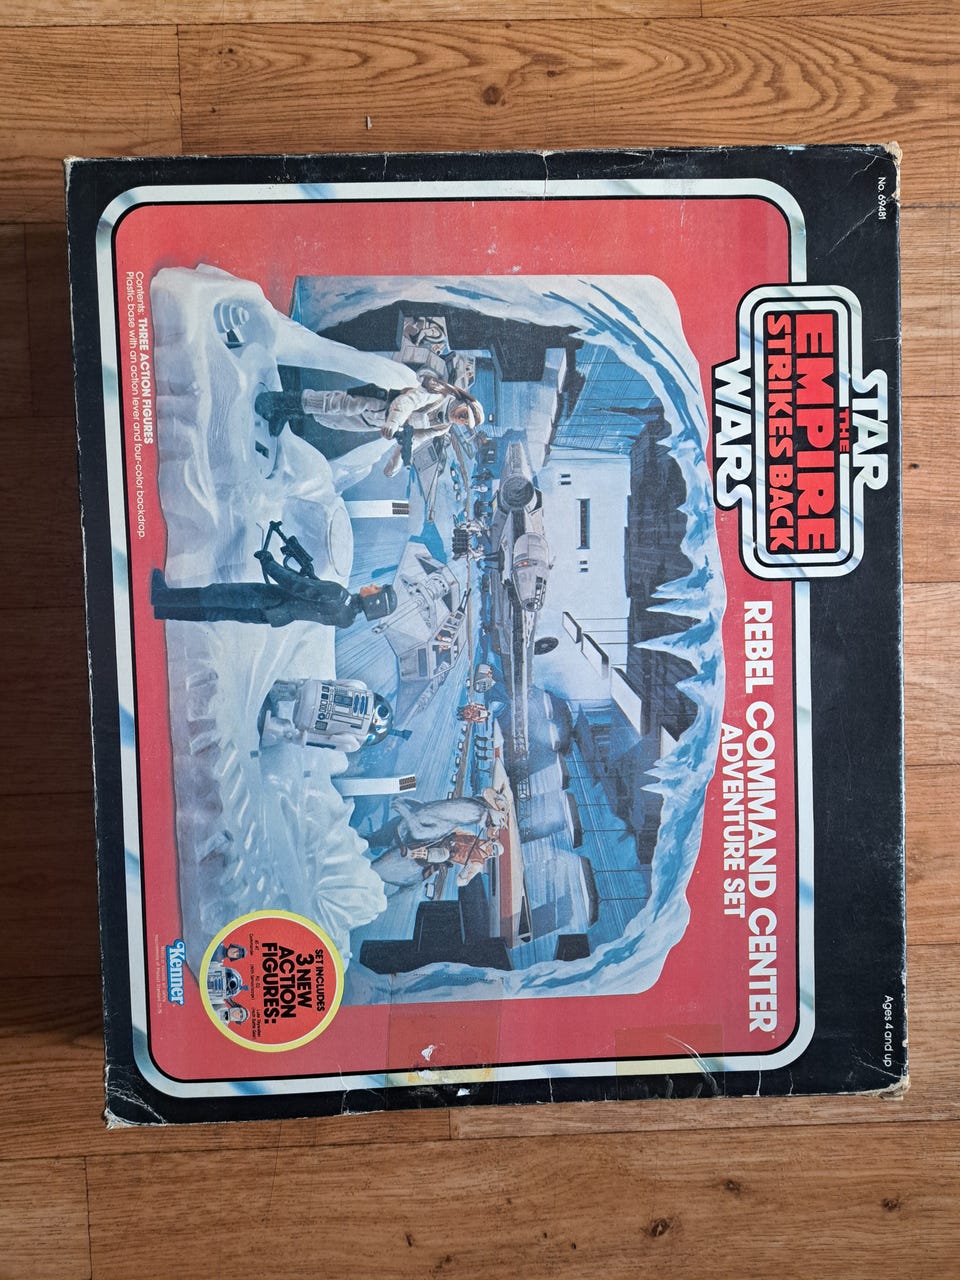 No. 69481
Ages 4 and up
STAR
THE
EMPIRE
STRIKES BACK
WARS
REBEL COMMAND CENTER
ADVENTURE SET
Contents: THREE ACTION FIGURES
Plastic base with an action lever and four-color backdrop.
SET INCLUDES
3 NEW
ACTION
FIGURES:
Kenner